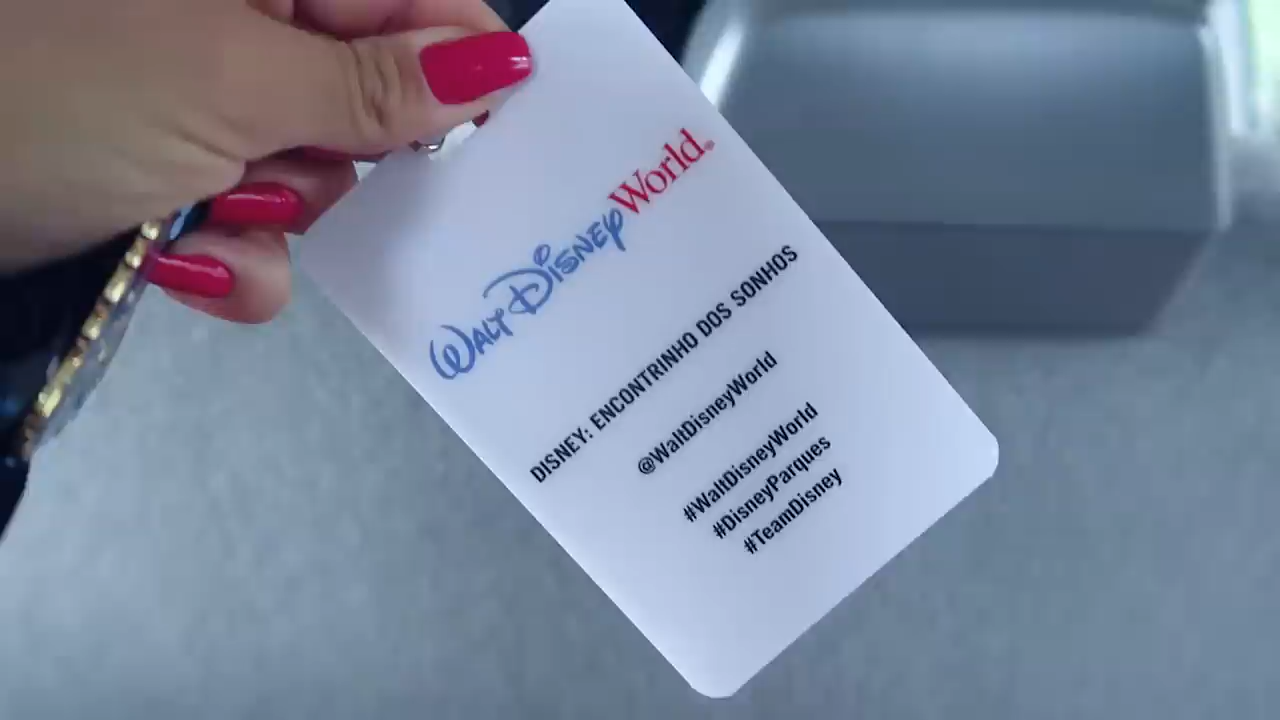 Walt Disney World®
DISNEY: ENCONTRINHO DOS SONHOS
@WaltDisneyWorld
#WaltDisneyWorld
#DisneyParques
#TeamDisney